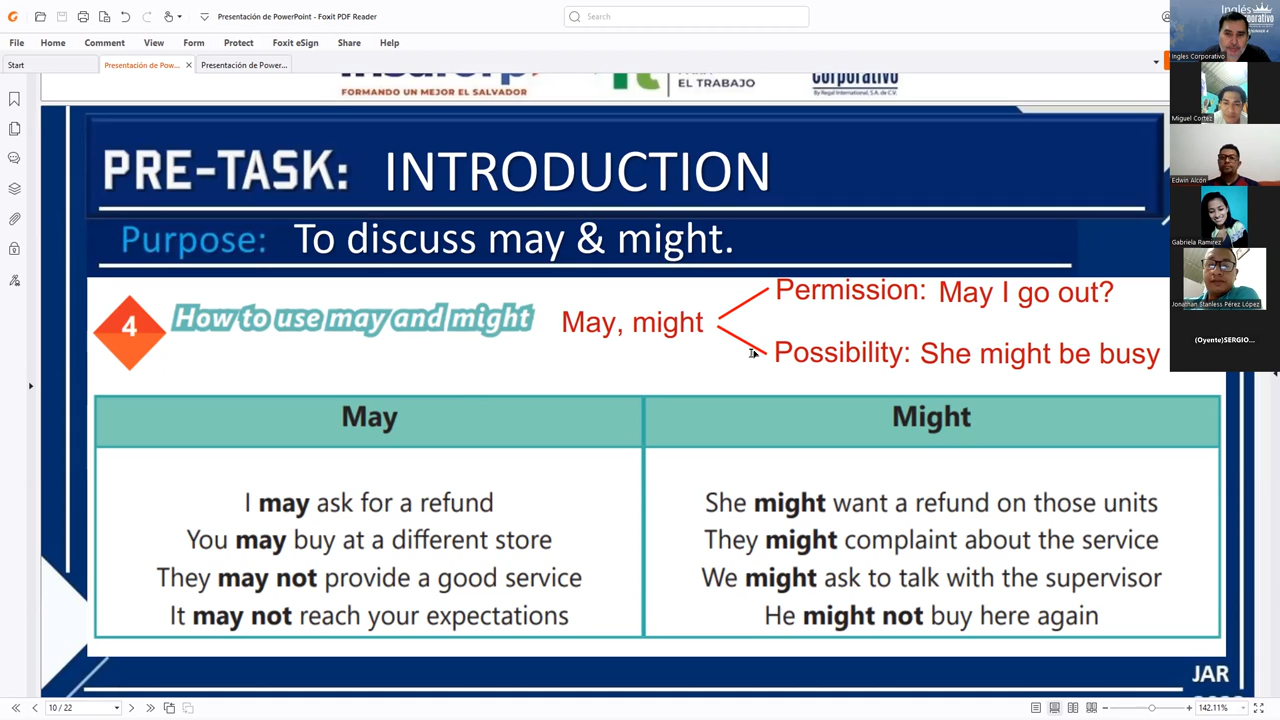 Presentación de PowerPoint - Foxit PDF Reader
Search
File Home Comment View Form Protect Foxit eSign Share Help
Start
Presentación de Pow...
Presentación de Power...
FORMANDO UN MEJOR EL SALVADOR
EL TRABAJO
By Regal International, S.A. de C.V.
PRE-TASK: INTRODUCTION
Purpose: To discuss may & might.
4
How to use may and might
May, might
Permission: May I go out?
Possibility: She might be busy
May
Might
I may ask for a refund
You may buy at a different store
They may not provide a good service
It may not reach your expectations
She might want a refund on those units
They might complaint about the service
We might ask to talk with the supervisor
He might not buy here again
JAR
10 / 22
142.11%
Inglés
Ingles Corporativo
Miguel Cortez
Edwin Alcón
Gabriela Ramirez
Jonathan Stanless Pérez López
(Oyente)SERGIO...